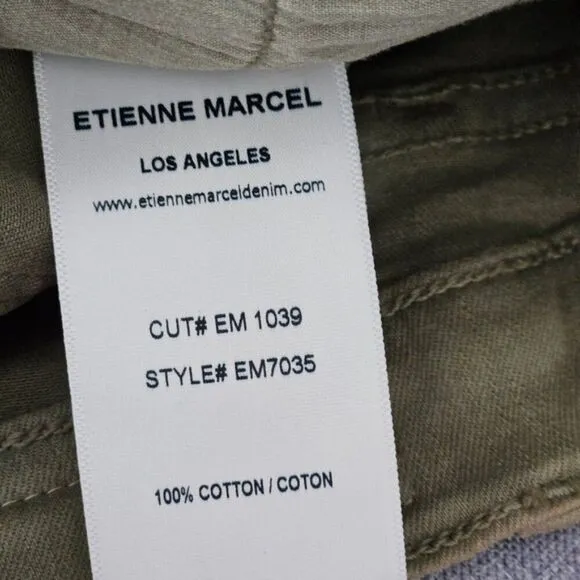 ETIENNE MARCEL
LOS ANGELES
www.etiennemarceldenim.com
CUT# EM 1039
STYLE# EM7035
100% COTTON / COTON